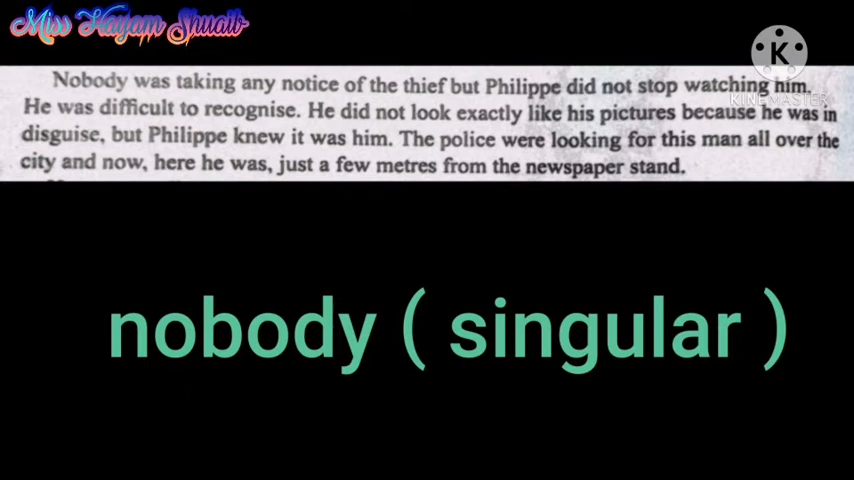 Miss Hayam Shuaib
K
KINEMASTER
Nobody was taking any notice of the thief but Philippe did not stop watching him.
He was difficult to recognise. He did not look exactly like his pictures because he was in
disguise, but Philippe knew it was him. The police were looking for this man all over the
city and now, here he was, just a few metres from the newspaper stand.
nobody ( singular )